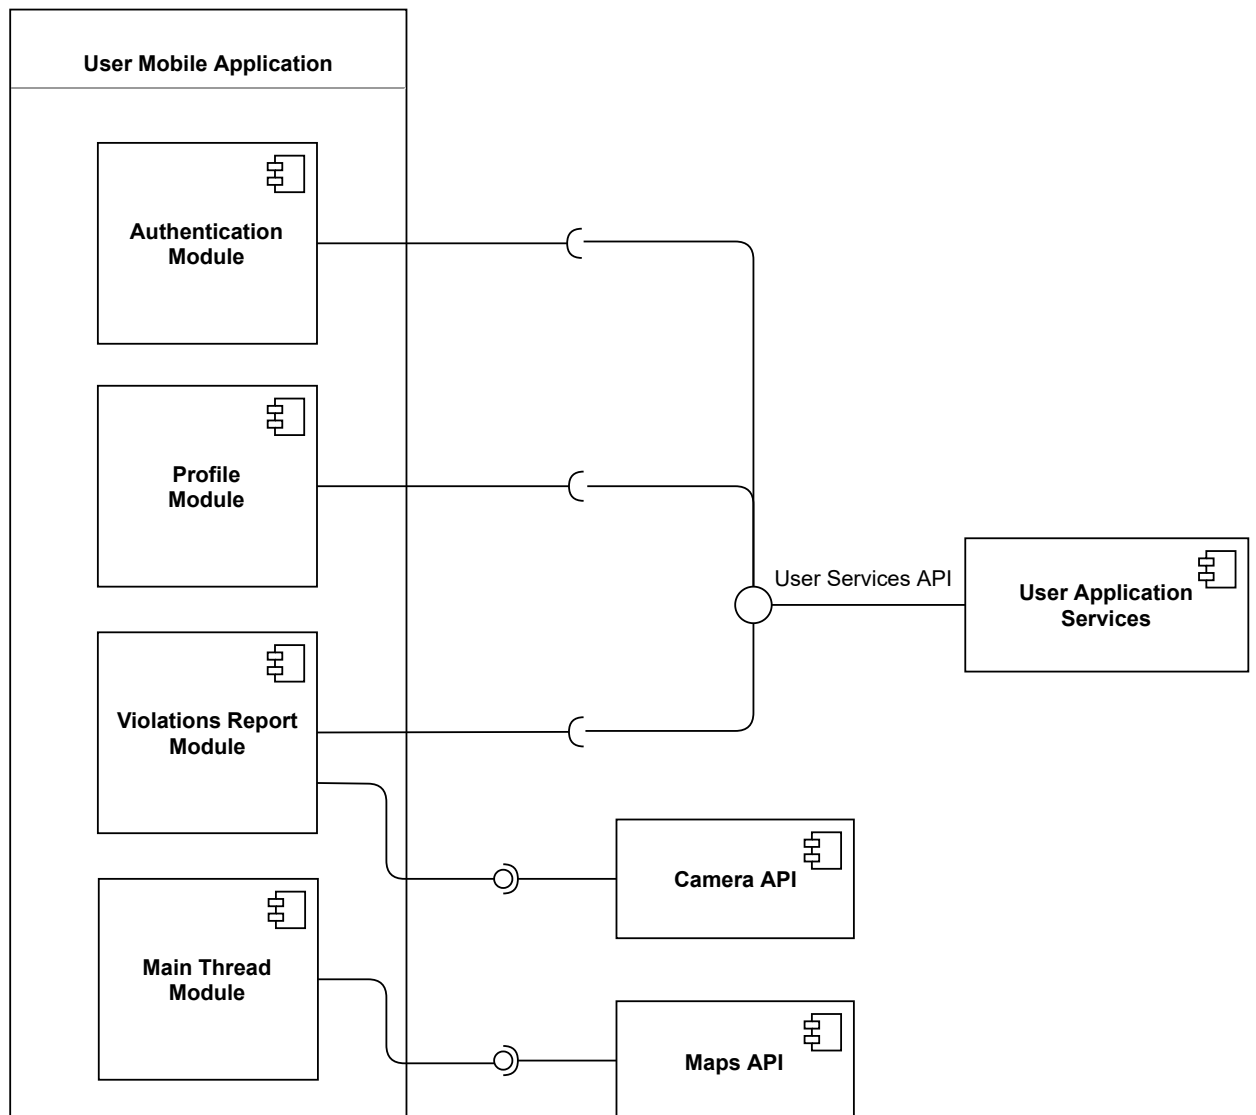 User Mobile Application
Authentication
Module
Profile
Module
User Services API
User Application
Services
Violations Report
Module
Camera API
Main Thread
Module
Maps API